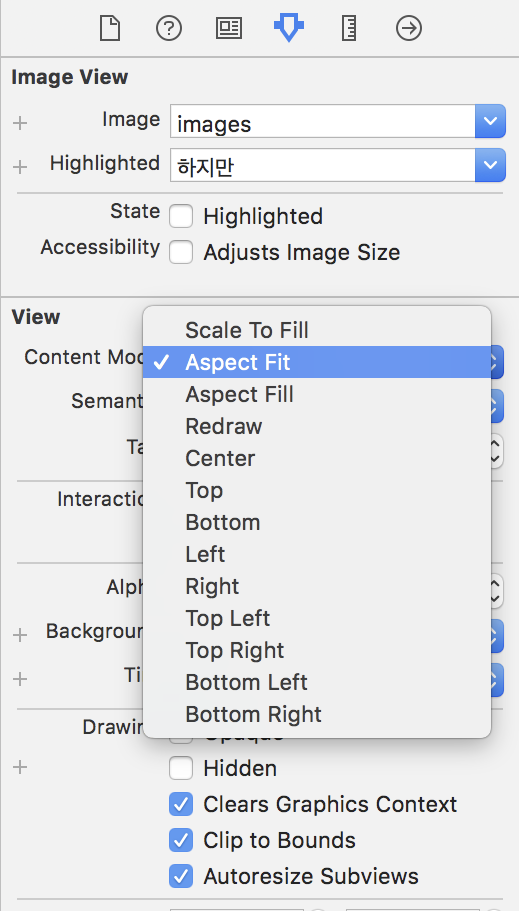 Image View
Image images
Highlighted 하지만
State Highlighted
Accessibility Adjusts Image Size
View
Scale To Fill
Content Mod
Aspect Fit
Aspect Fill
Semant
Redraw
Ta
Center
Top
Interactio
Bottom
Left
Alph
Right
Backgroun
Top Left
Top Right
Ti
Bottom Left
Bottom Right
Drawin Opaque
Hidden
Clears Graphics Context
Clip to Bounds
Autoresize Subviews